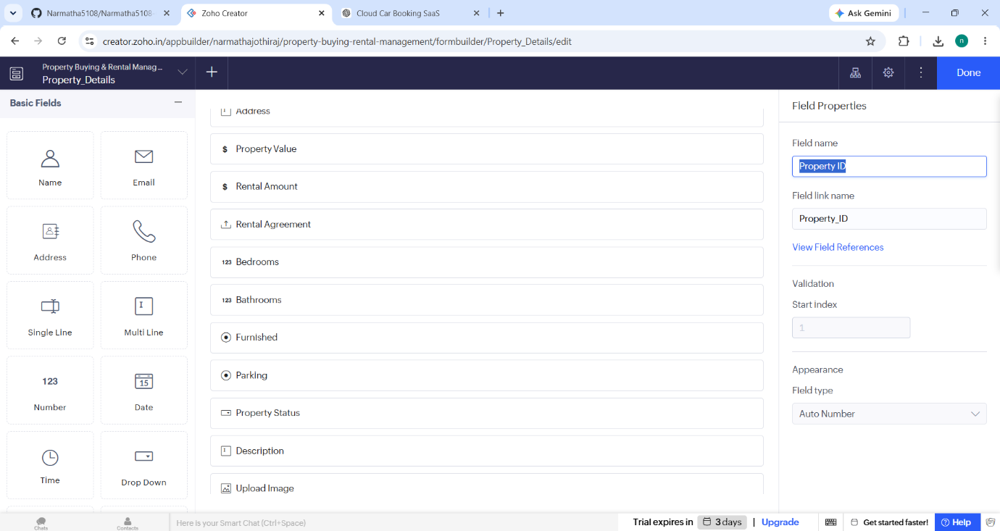 Narmatha5108/Narmatha5108-
Zoho Creator
Cloud Car Booking SaaS
Ask Gemini
creator.zoho.in/appbuilder/narmathajothiraj/property-buying-rental-management/formbuilder/Property_Details/edit
n
Property Buying & Rental Manag...
Property_Details
Done
Basic Fields
Name
Email
Address
Phone
Single Line
Multi Line
123
Number
15
Date
Time
Drop Down
Address
$ Property Value
$ Rental Amount
Rental Agreement
123 Bedrooms
123 Bathrooms
Furnished
Parking
Property Status
Description
Upload Image
Field Properties
Field name
Property ID
Field link name
Property_ID
View Field References
Validation
Start index
1
Appearance
Field type
Auto Number
Chats
Contacts
Here is your Smart Chat (Ctrl+Space)
Trial expires in 3 days | Upgrade
Get started faster!
Help